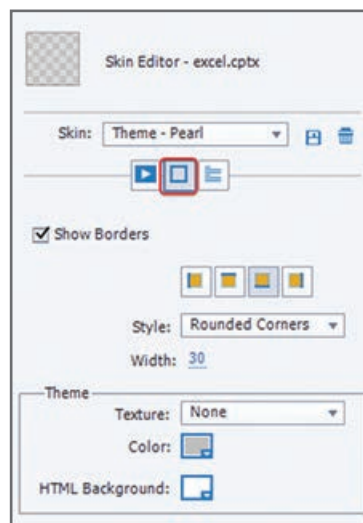 Skin Editor - excel.cptx
Skin: Theme - Pearl
Show Borders
Style: Rounded Corners
Width: 30
Theme
Texture: None
Color:
HTML Background: